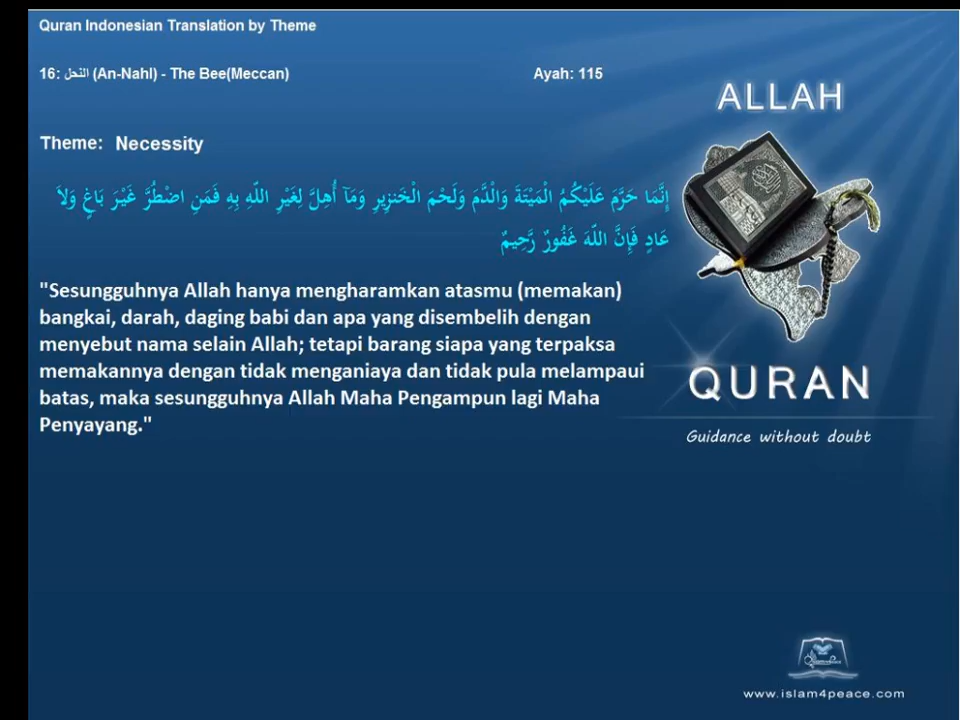 Quran Indonesian Translation by Theme
16: النحل (An-Nahl) - The Bee(Meccan)
Ayah: 115
Theme: Necessity
إِنَّمَا حَرَّمَ عَلَيْكُمُ الْمَيْتَةَ وَالْدَّمَ وَلَحْمَ الْخَنزِيرِ وَمَآ أُهِلَّ لِغَيْرِ اللّهِ بِهِ فَمَنِ اضْطُرَّ غَيْرَ بَاغٍ وَلاَ
عَادٍ فَإِنَّ اللّهَ غَفُورٌ رَّحِيمٌ
"Sesungguhnya Allah hanya mengharamkan atasmu (memakan)
bangkai, darah, daging babi dan apa yang disembelih dengan
menyebut nama selain Allah; tetapi barang siapa yang terpaksa
memakannya dengan tidak menganiaya dan tidak pula melampaui
batas, maka sesungguhnya Allah Maha Pengampun lagi Maha
Penyayang."
ALLAH
QURAN
Guidance without doubt
www.islam4peace.com